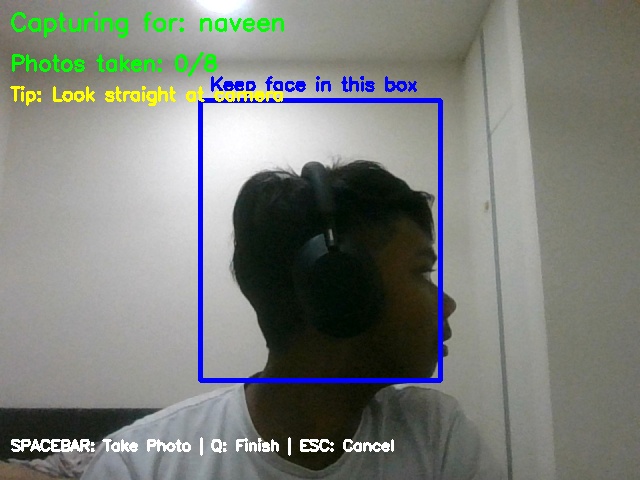 Capturing for: naveen
Photos taken: 0/8
Keep face in this box
Tip: Look straight at camera
SPACEBAR: Take Photo | Q: Finish | ESC: Cancel